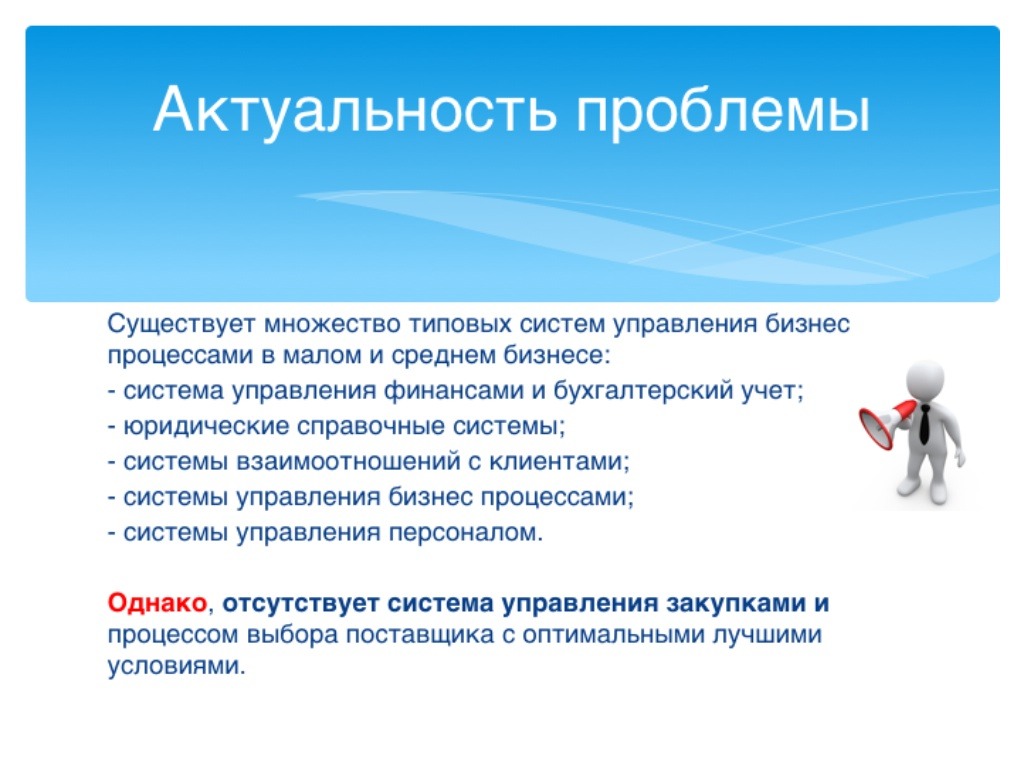 Актуальность проблемы
Существует множество типовых систем управления бизнес
процессами в малом и среднем бизнесе:
- система управления финансами и бухгалтерский учет;
- юридические справочные системы;
- системы взаимоотношений с клиентами;
- системы управления бизнес процессами;
- системы управления персоналом.
Однако, отсутствует система управления закупками и
процессом выбора поставщика с оптимальными лучшими
условиями.